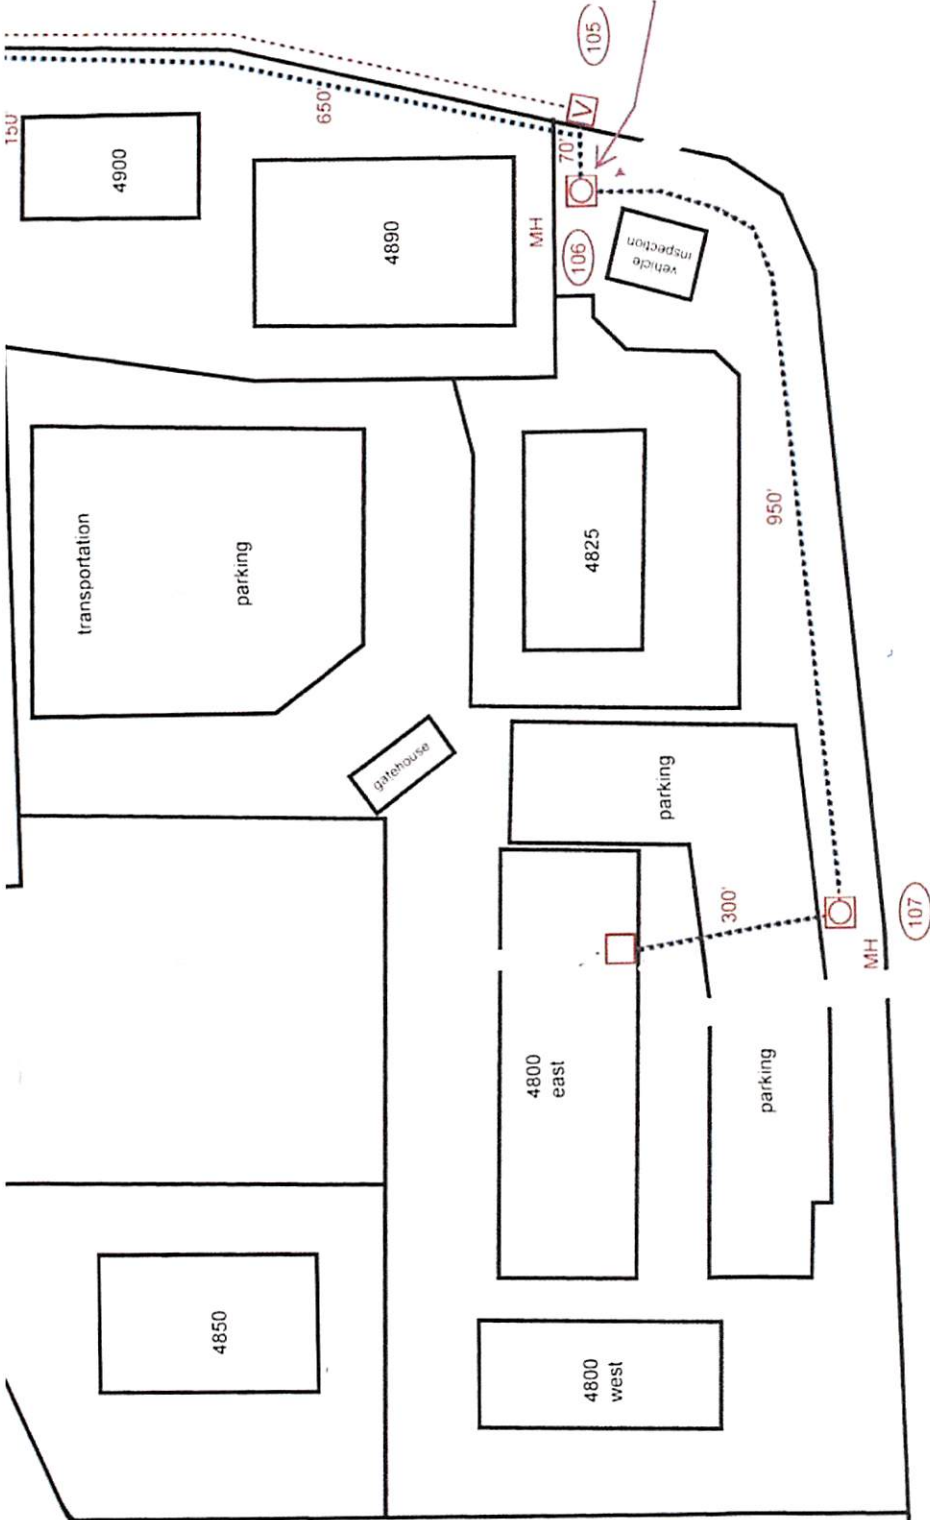 105
150'
650'
V
4900
70'
4890
MH
106
vehicle
inspection
transportation
parking
4825
950'
gatehouse
parking
300'
107
MH
4800
east
parking
4850
4800
west